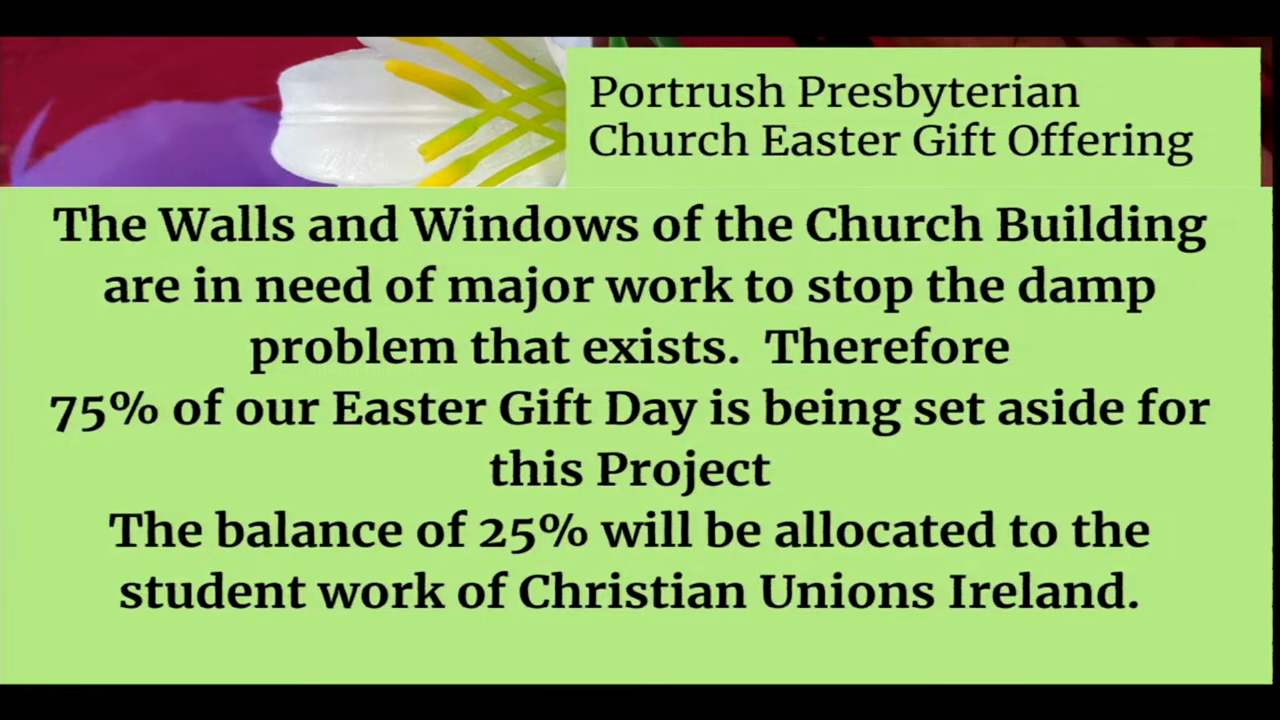 Portrush Presbyterian
Church Easter Gift Offering
The Walls and Windows of the Church Building
are in need of major work to stop the damp
problem that exists.  Therefore
75% of our Easter Gift Day is being set aside for
this Project
The balance of 25% will be allocated to the
student work of Christian Unions Ireland.